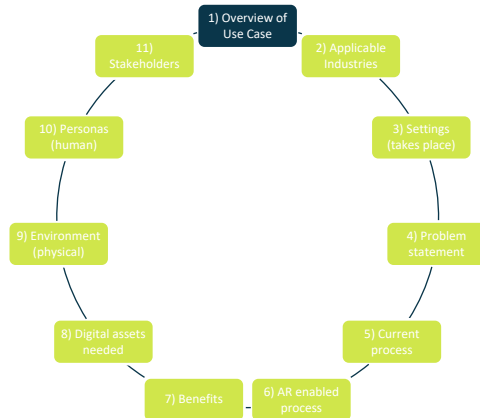 1) Overview of
Use Case
2) Applicable
Industries
3) Settings
(takes place)
4) Problem
statement
5) Current
process
6) AR enabled
process
7) Benefits
8) Digital assets
needed
9) Environment
(physical)
10) Personas
(human)
11)
Stakeholders